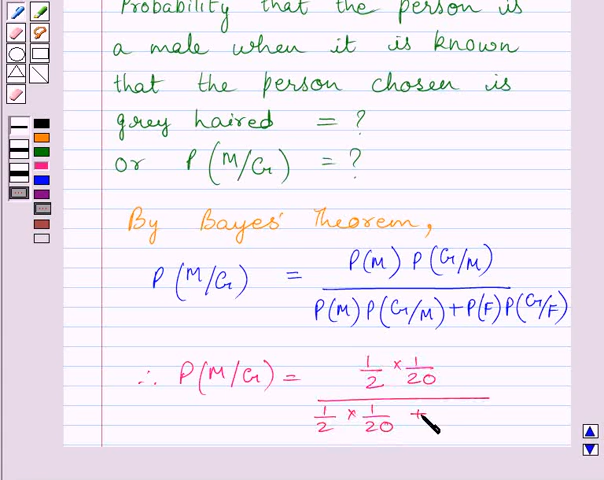 Probability that the person is
a male when it is known
that the person chosen is
grey haired = ?
or P(M/G) = ?
By Bayes' Theorem,
P(M/G) = P(M) P(G/M) / P(M) P(G/M) + P(F) P(G/F)
∴ P(M/G) = 1/2 × 1/20 / 1/2 × 1/20 +